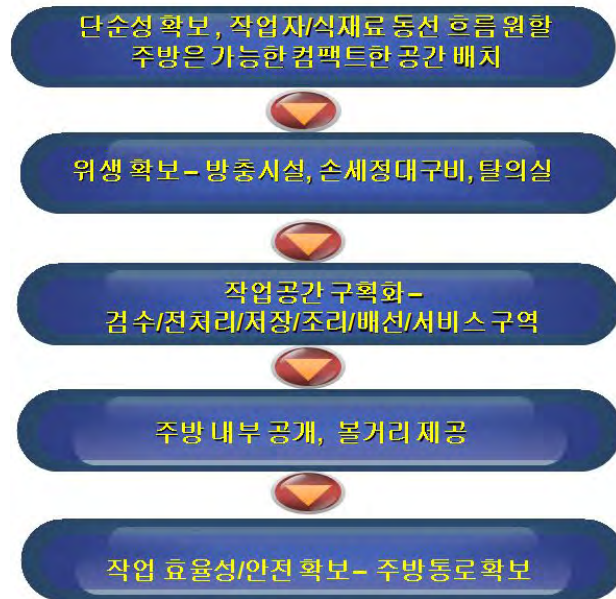 단순성 확보, 작업자/식재료 동선 흐름 원할
주방은 가능한 컴팩트한 공간 배치
위생 확보– 방충시설, 손세정대구비, 탈의실
작업공간 구획화–
검수/전처리/저장/조리/배선/서비스 구역
주방 내부 공개, 볼거리 제공
작업 효율성/안전 확보– 주방통로확보